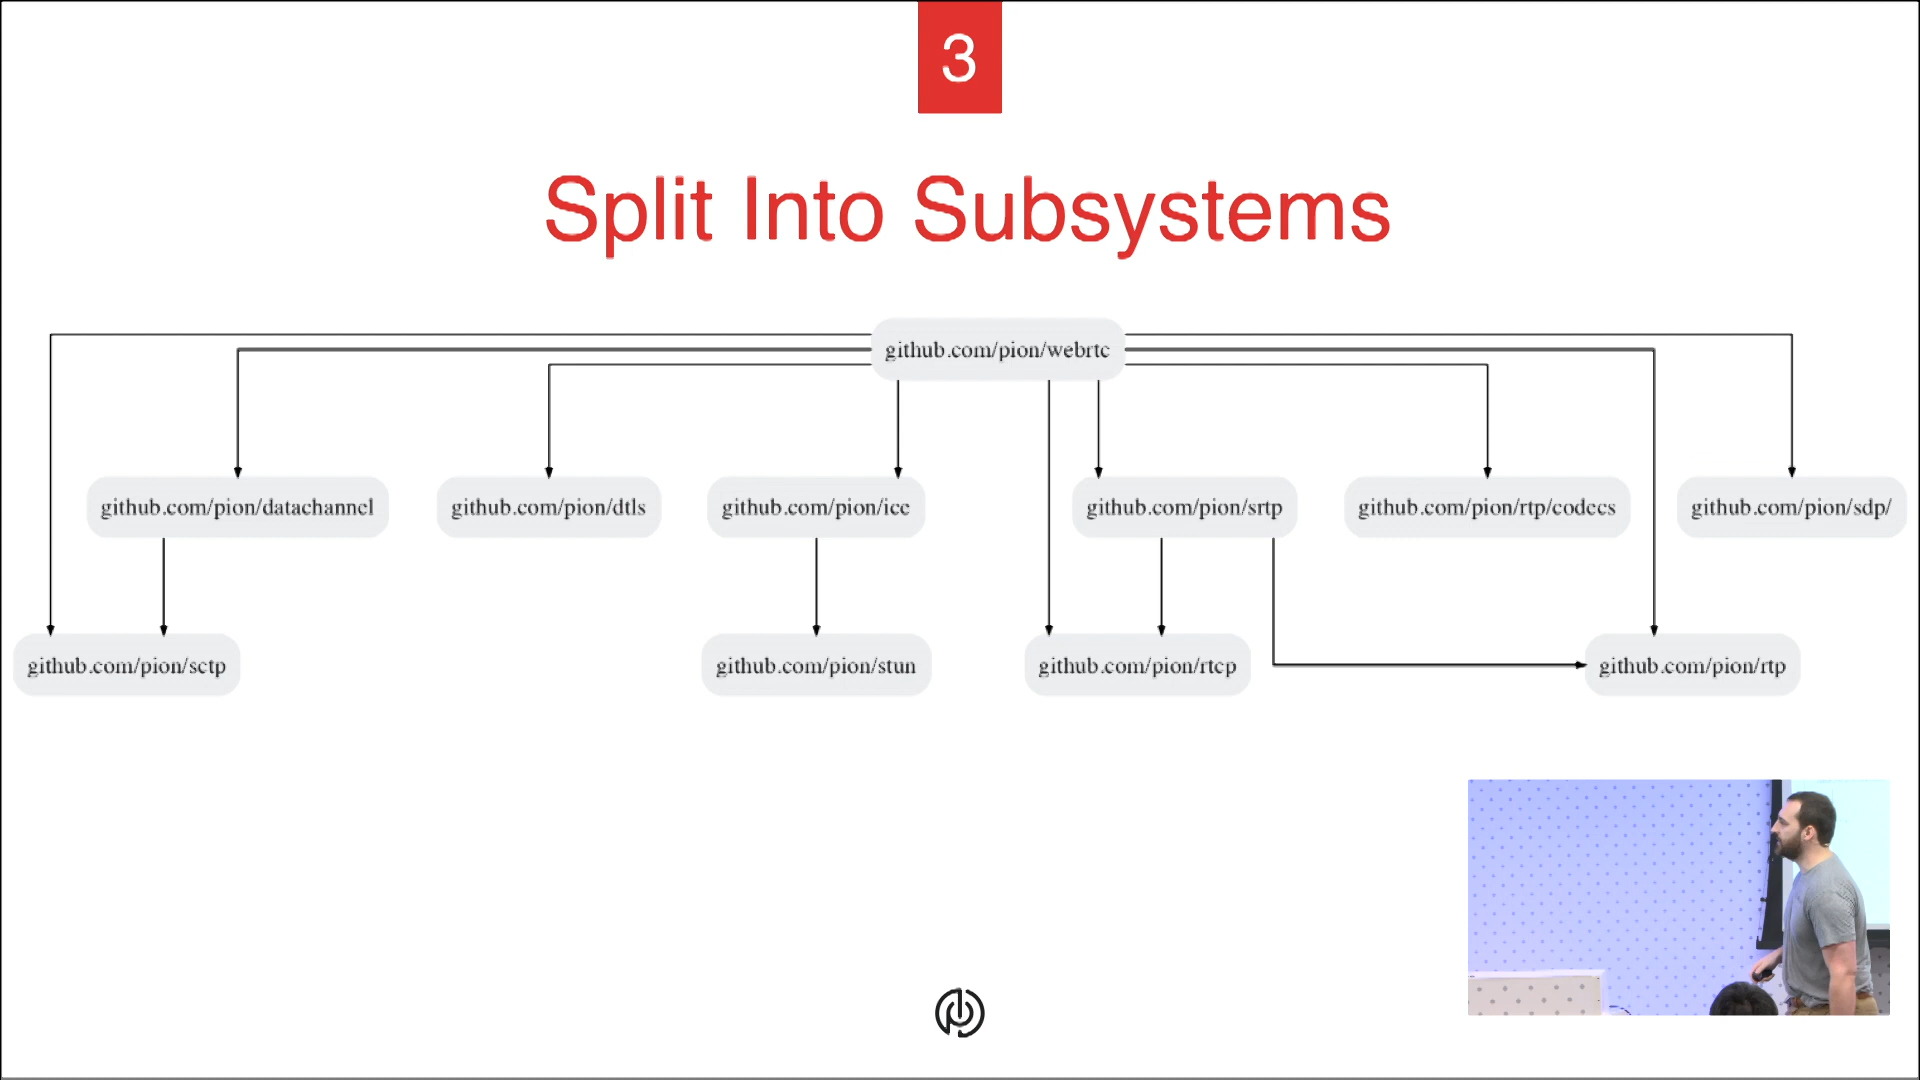 3
Split Into Subsystems
github.com/pion/webrtc
github.com/pion/datachannel
github.com/pion/dtls
github.com/pion/ice
github.com/pion/srtp
github.com/pion/rtp/codecs
github.com/pion/sdp/
github.com/pion/sctp
github.com/pion/stun
github.com/pion/rtcp
github.com/pion/rtp